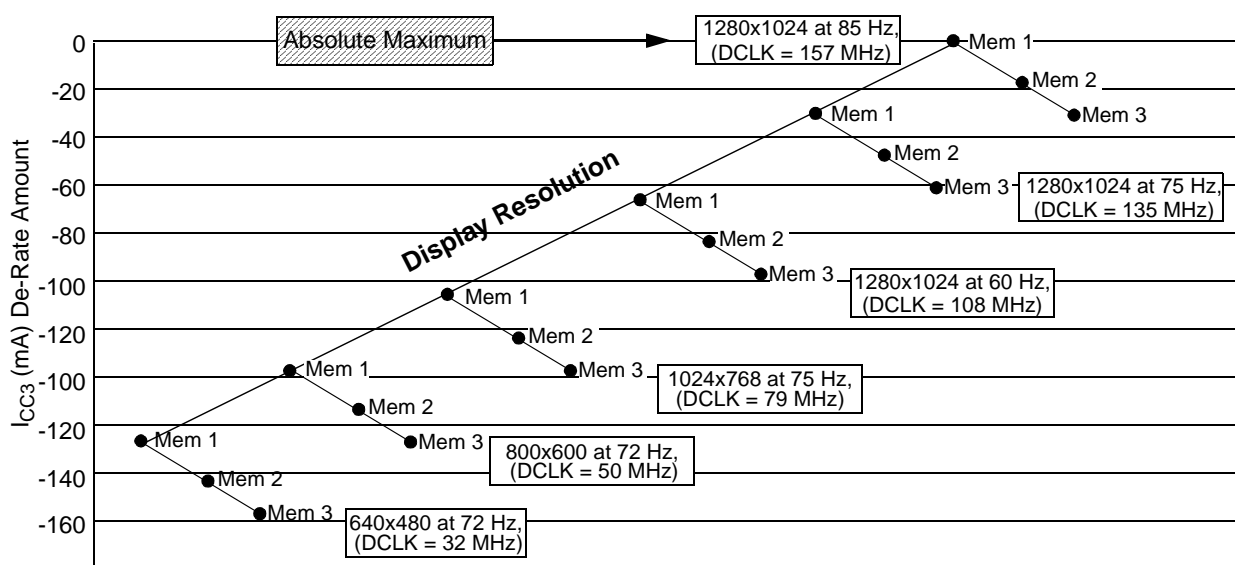 Absolute Maximum
1280x1024 at 85 Hz,
(DCLK = 157 MHz)
0
-20
-40
-60
-80
-100
-120
-100
-120
-140
-160
ICC3 (mA) De-Rate Amount
Display Resolution
Mem 1
Mem 2
Mem 3
Mem 1
Mem 2
Mem 3
1280x1024 at 75 Hz,
(DCLK = 135 MHz)
Mem 1
Mem 2
Mem 3
1280x1024 at 60 Hz,
(DCLK = 108 MHz)
Mem 1
Mem 2
Mem 3
1024x768 at 75 Hz,
(DCLK = 79 MHz)
Mem 1
Mem 2
Mem 3
800x600 at 72 Hz,
(DCLK = 50 MHz)
Mem 1
Mem 2
Mem 3
640x480 at 72 Hz,
(DCLK = 32 MHz)